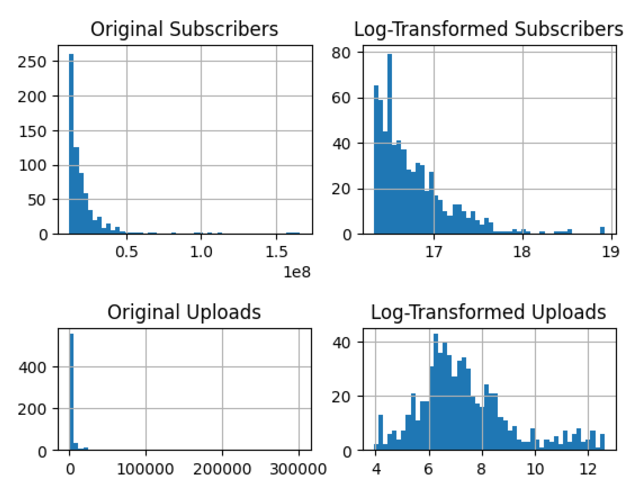 Original Subscribers
Log-Transformed Subscribers
250
200
150
100
50
0
0.5 1.0 1.5
1e8
80
60
40
20
0
17 18 19
Original Uploads
Log-Transformed Uploads
400
200
0
0 100000 200000 300000
40
20
0
4 6 8 10 12